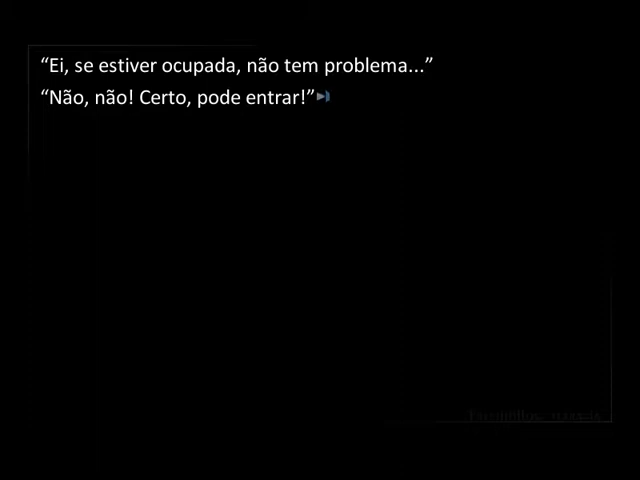 “Ei, se estiver ocupada, não tem problema...”
“Não, não! Certo, pode entrar!”